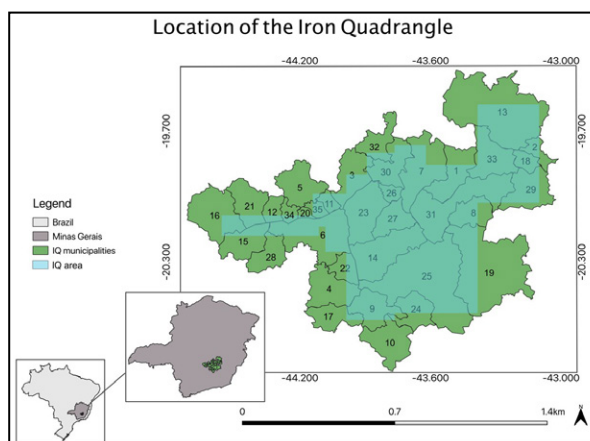 Location of the Iron Quadrangle
-44.200 -43.600 -43.000
-19.700 -19.700
13
32
2
33
18
30 7 1
3
5
29
26
21
11
16 12 35
34 20
23
27 31 8
15
6
28
22 14
-20.300 -20.300
25 19
4
17 9 24
10
Legend
Brazil
Minas Gerais
IQ municipalities
IQ area
-44.200 -43.600 -43.000
0 0.7 1.4km
N